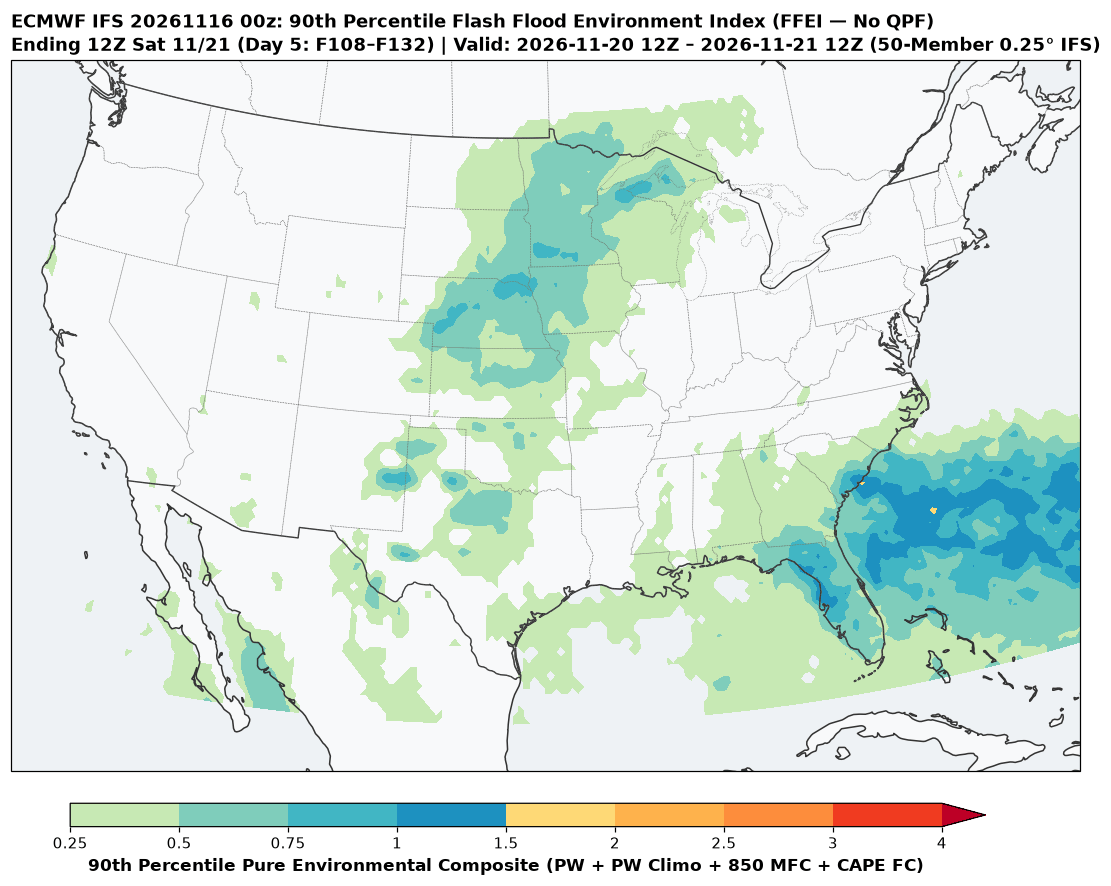 ECMWF IFS 20261116 00z: 90th Percentile Flash Flood Environment Index (FFEI — No QPF)
Ending 12Z Sat 11/21 (Day 5: F108–F132) | Valid: 2026-11-20 12Z – 2026-11-21 12Z (50-Member 0.25° IFS)
0.25 0.5 0.75 1 1.5 2 2.5 3 4
90th Percentile Pure Environmental Composite (PW + PW Climo + 850 MFC + CAPE FC)